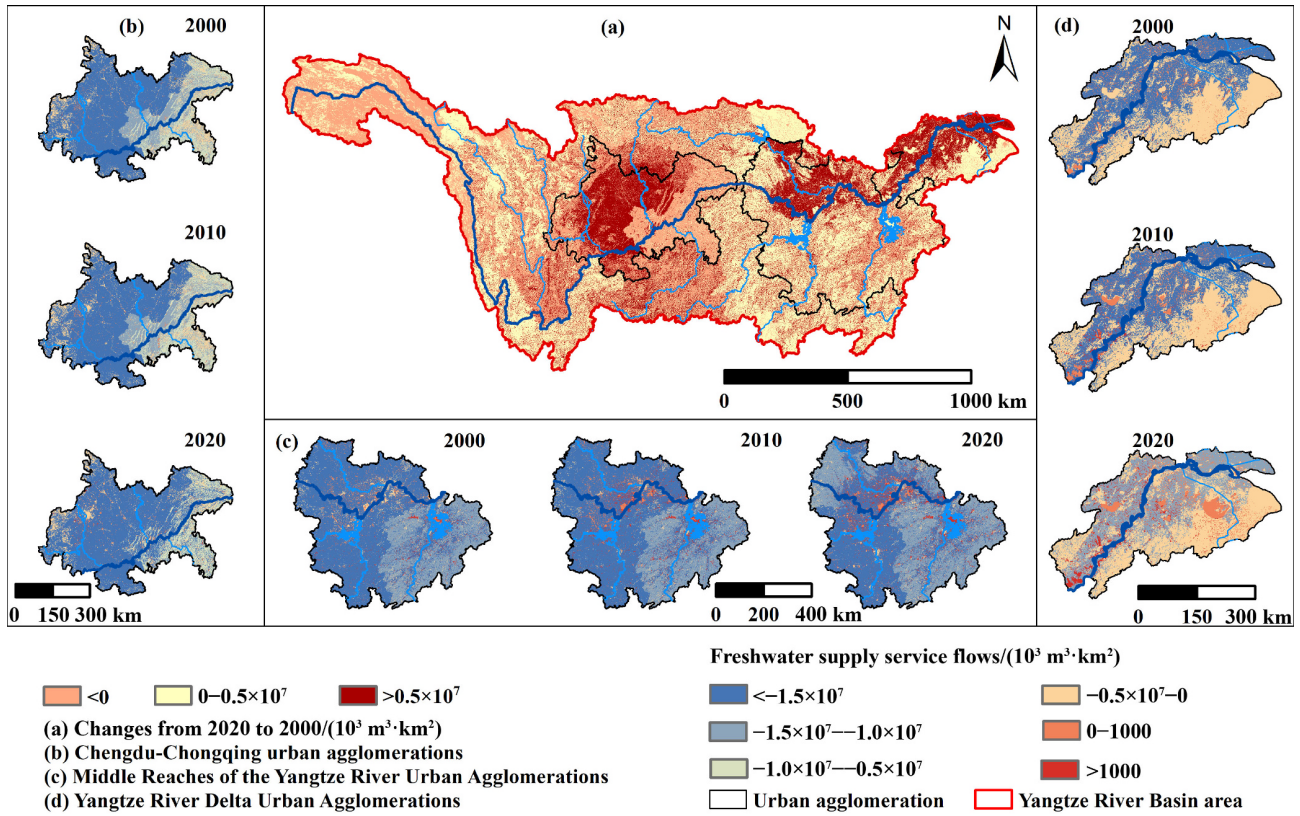 (b)
2000
2010
2020
0 150 300 km
(a)
N
0 500 1000 km
(c)
2000
2010
2020
0 200 400 km
(d)
2000
2010
2020
0 150 300 km
<0
0−0.5×10⁷
>0.5×10⁷
(a) Changes from 2020 to 2000/(10³ m³·km²)
(b) Chengdu-Chongqing urban agglomerations
(c) Middle Reaches of the Yangtze River Urban Agglomerations
(d) Yangtze River Delta Urban Agglomerations
Freshwater supply service flows/(10³ m³·km²)
<−1.5×10⁷
−1.5×10⁷−−1.0×10⁷
−1.0×10⁷−−0.5×10⁷
−0.5×10⁷−0
0−1000
>1000
Urban agglomeration
Yangtze River Basin area